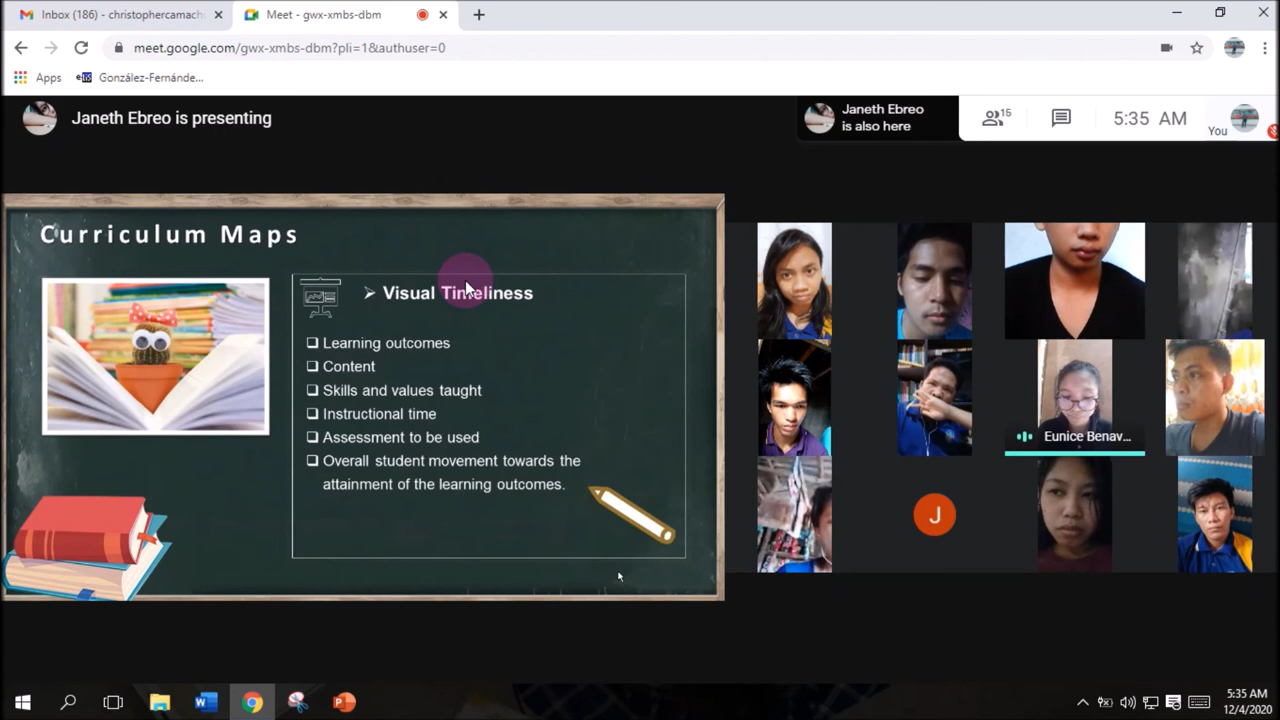 Inbox (186) - christophercamach
Meet - gwx-xmbs-dbm
meet.google.com/gwx-xmbs-dbm?pli=1&authuser=0
Apps
González-Fernánde...
Janeth Ebreo is presenting
Janeth Ebreo
is also here
15
5:35 AM
You
Curriculum Maps
➢ Visual Timeliness
❑ Learning outcomes
❑ Content
❑ Skills and values taught
❑ Instructional time
❑ Assessment to be used
❑ Overall student movement towards the
attainment of the learning outcomes.
Eunice Benav...
J
5:35 AM
12/4/2020